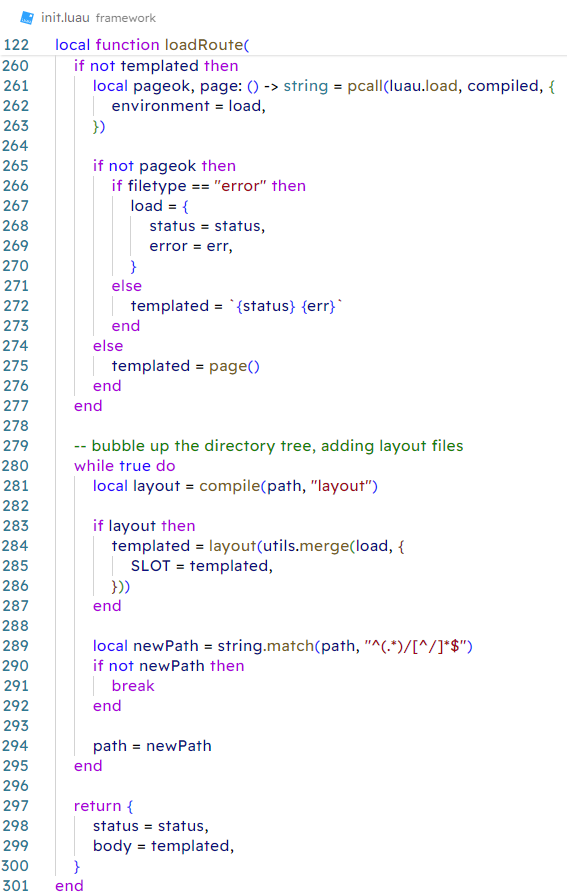 init.luau framework
122 local function loadRoute(
260 if not templated then
261 local pageok, page: () -> string = pcall(luau.load, compiled, {
262 environment = load,
263 })
264
265 if not pageok then
266 if filetype == "error" then
267 load = {
268 status = status,
269 error = err,
270 }
271 else
272 templated = `{status} {err}`
273 end
274 else
275 templated = page()
276 end
277 end
278
279 -- bubble up the directory tree, adding layout files
280 while true do
281 local layout = compile(path, "layout")
282
283 if layout then
284 templated = layout(utils.merge(load, {
285 SLOT = templated,
286 }))
287 end
288
289 local newPath = string.match(path, "^(.*)/[^/]*$")
290 if not newPath then
291 break
292 end
293
294 path = newPath
295 end
296
297 return {
298 status = status,
299 body = templated,
300 }
301 end